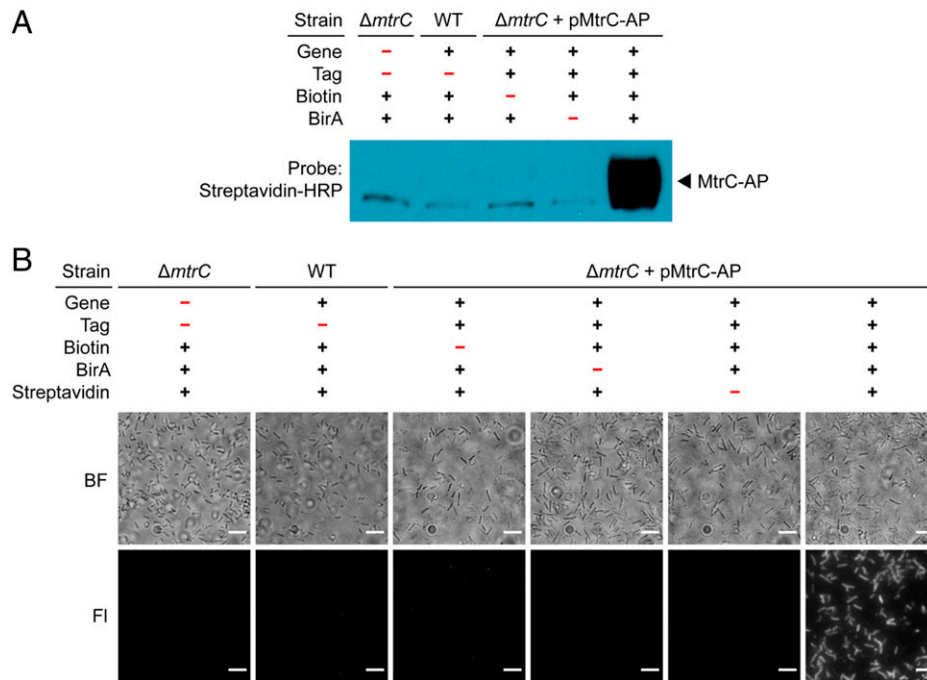 A
Strain ΔmtrC WT ΔmtrC + pMtrC-AP
Gene − + + + +
Tag − − + + +
Biotin + + − + +
BirA + + + − +
Probe:
Streptavidin-HRP
◄ MtrC-AP
B
Strain ΔmtrC WT ΔmtrC + pMtrC-AP
Gene − + + + + +
Tag − − + + + +
Biotin + + − + + +
BirA + + + − + +
Streptavidin + + + + − +
BF
Fl